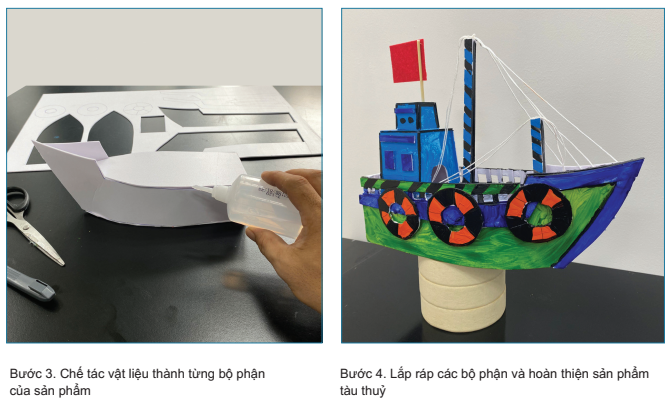 Bước 3. Chế tác vật liệu thành từng bộ phận
của sản phẩm
Bước 4. Lắp ráp các bộ phận và hoàn thiện sản phẩm
tàu thuỷ